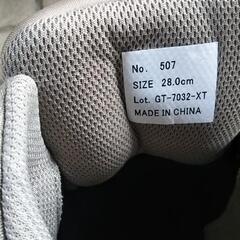 No. 507
SIZE 28.0cm
Lot. GT-7032-XT
MADE IN CHINA